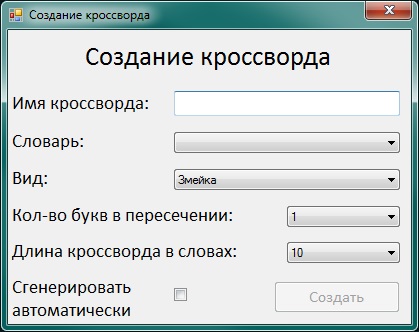 Создание кроссворда
Создание кроссворда
Имя кроссворда:
Словарь:
Вид: Змейка
Кол-во букв в пересечении: 1
Длина кроссворда в словах: 10
Сгенерировать
автоматически
Создать